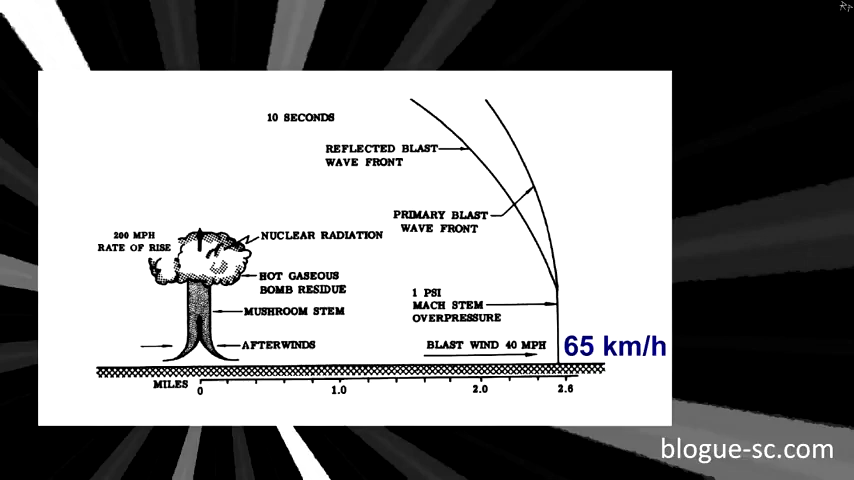 10 SECONDS
REFLECTED BLAST
WAVE FRONT
PRIMARY BLAST
WAVE FRONT
200 MPH
RATE OF RISE
NUCLEAR RADIATION
HOT GASEOUS
BOMB RESIDUE
1 PSI
MACH STEM
OVERPRESSURE
MUSHROOM STEM
AFTERWINDS
BLAST WIND 40 MPH
65 km/h
MILES 0 1.0 2.0 2.6
blogue-sc.com